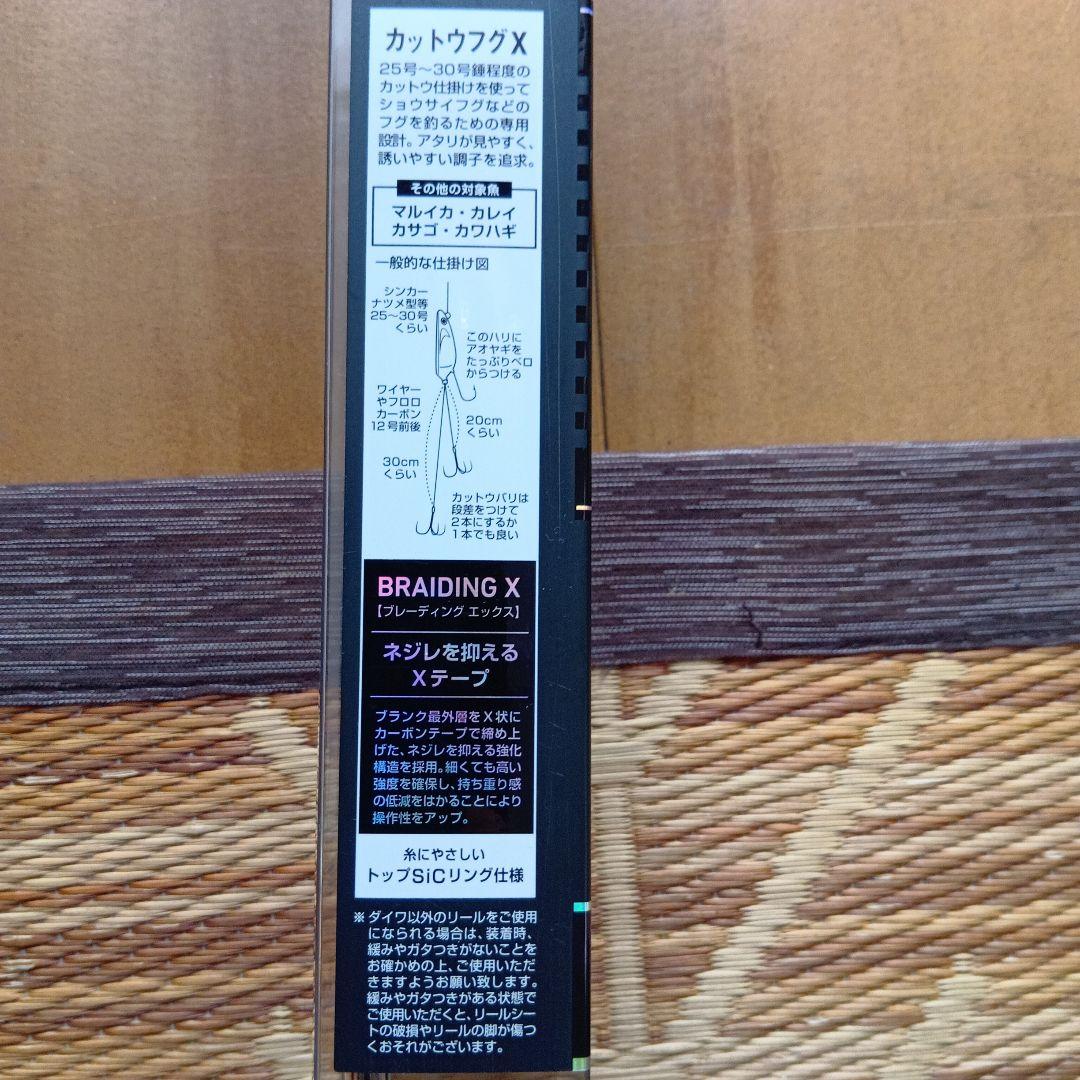 カットウフグX
25号〜30号錘程度の
カットウ仕掛けを使って
ショウサイフグなどの
フグを釣るための専用
設計。アタリが見やすく、
誘いやすい調子を追求。
その他の対象魚
マルイカ・カレイ
カサゴ・カワハギ
一般的な仕掛け図
シンカー
ナツメ型等
25〜30号
くらい
このハリに
アオヤギを
たっぷりベロ
からつける
ワイヤー
やフロロ
カーボン
12号前後
20cm
くらい
30cm
くらい
カットウバリは
段差をつけて
2本にするか
1本でも良い
BRAIDING X
【ブレーディング エックス】
ネジレを抑える
Xテープ
ブランク最外層をX状に
カーボンテープで締め上
げた、ネジレを抑える強化
構造を採用。細くても高い
強度を確保し、持ち重り感
の低減をはかることにより
操作性をアップ。
糸にやさしい
トップSiCリング仕様
※ダイワ以外のリールをご使用
になられる場合は、装着時、
緩みやガタつきがないことを
お確かめの上、ご使用いただ
きますようお願い致します。
緩みやガタつきがある状態で
ご使用いただくと、リールシー
トの破損やリールの脚が傷つ
くおそれがございます。